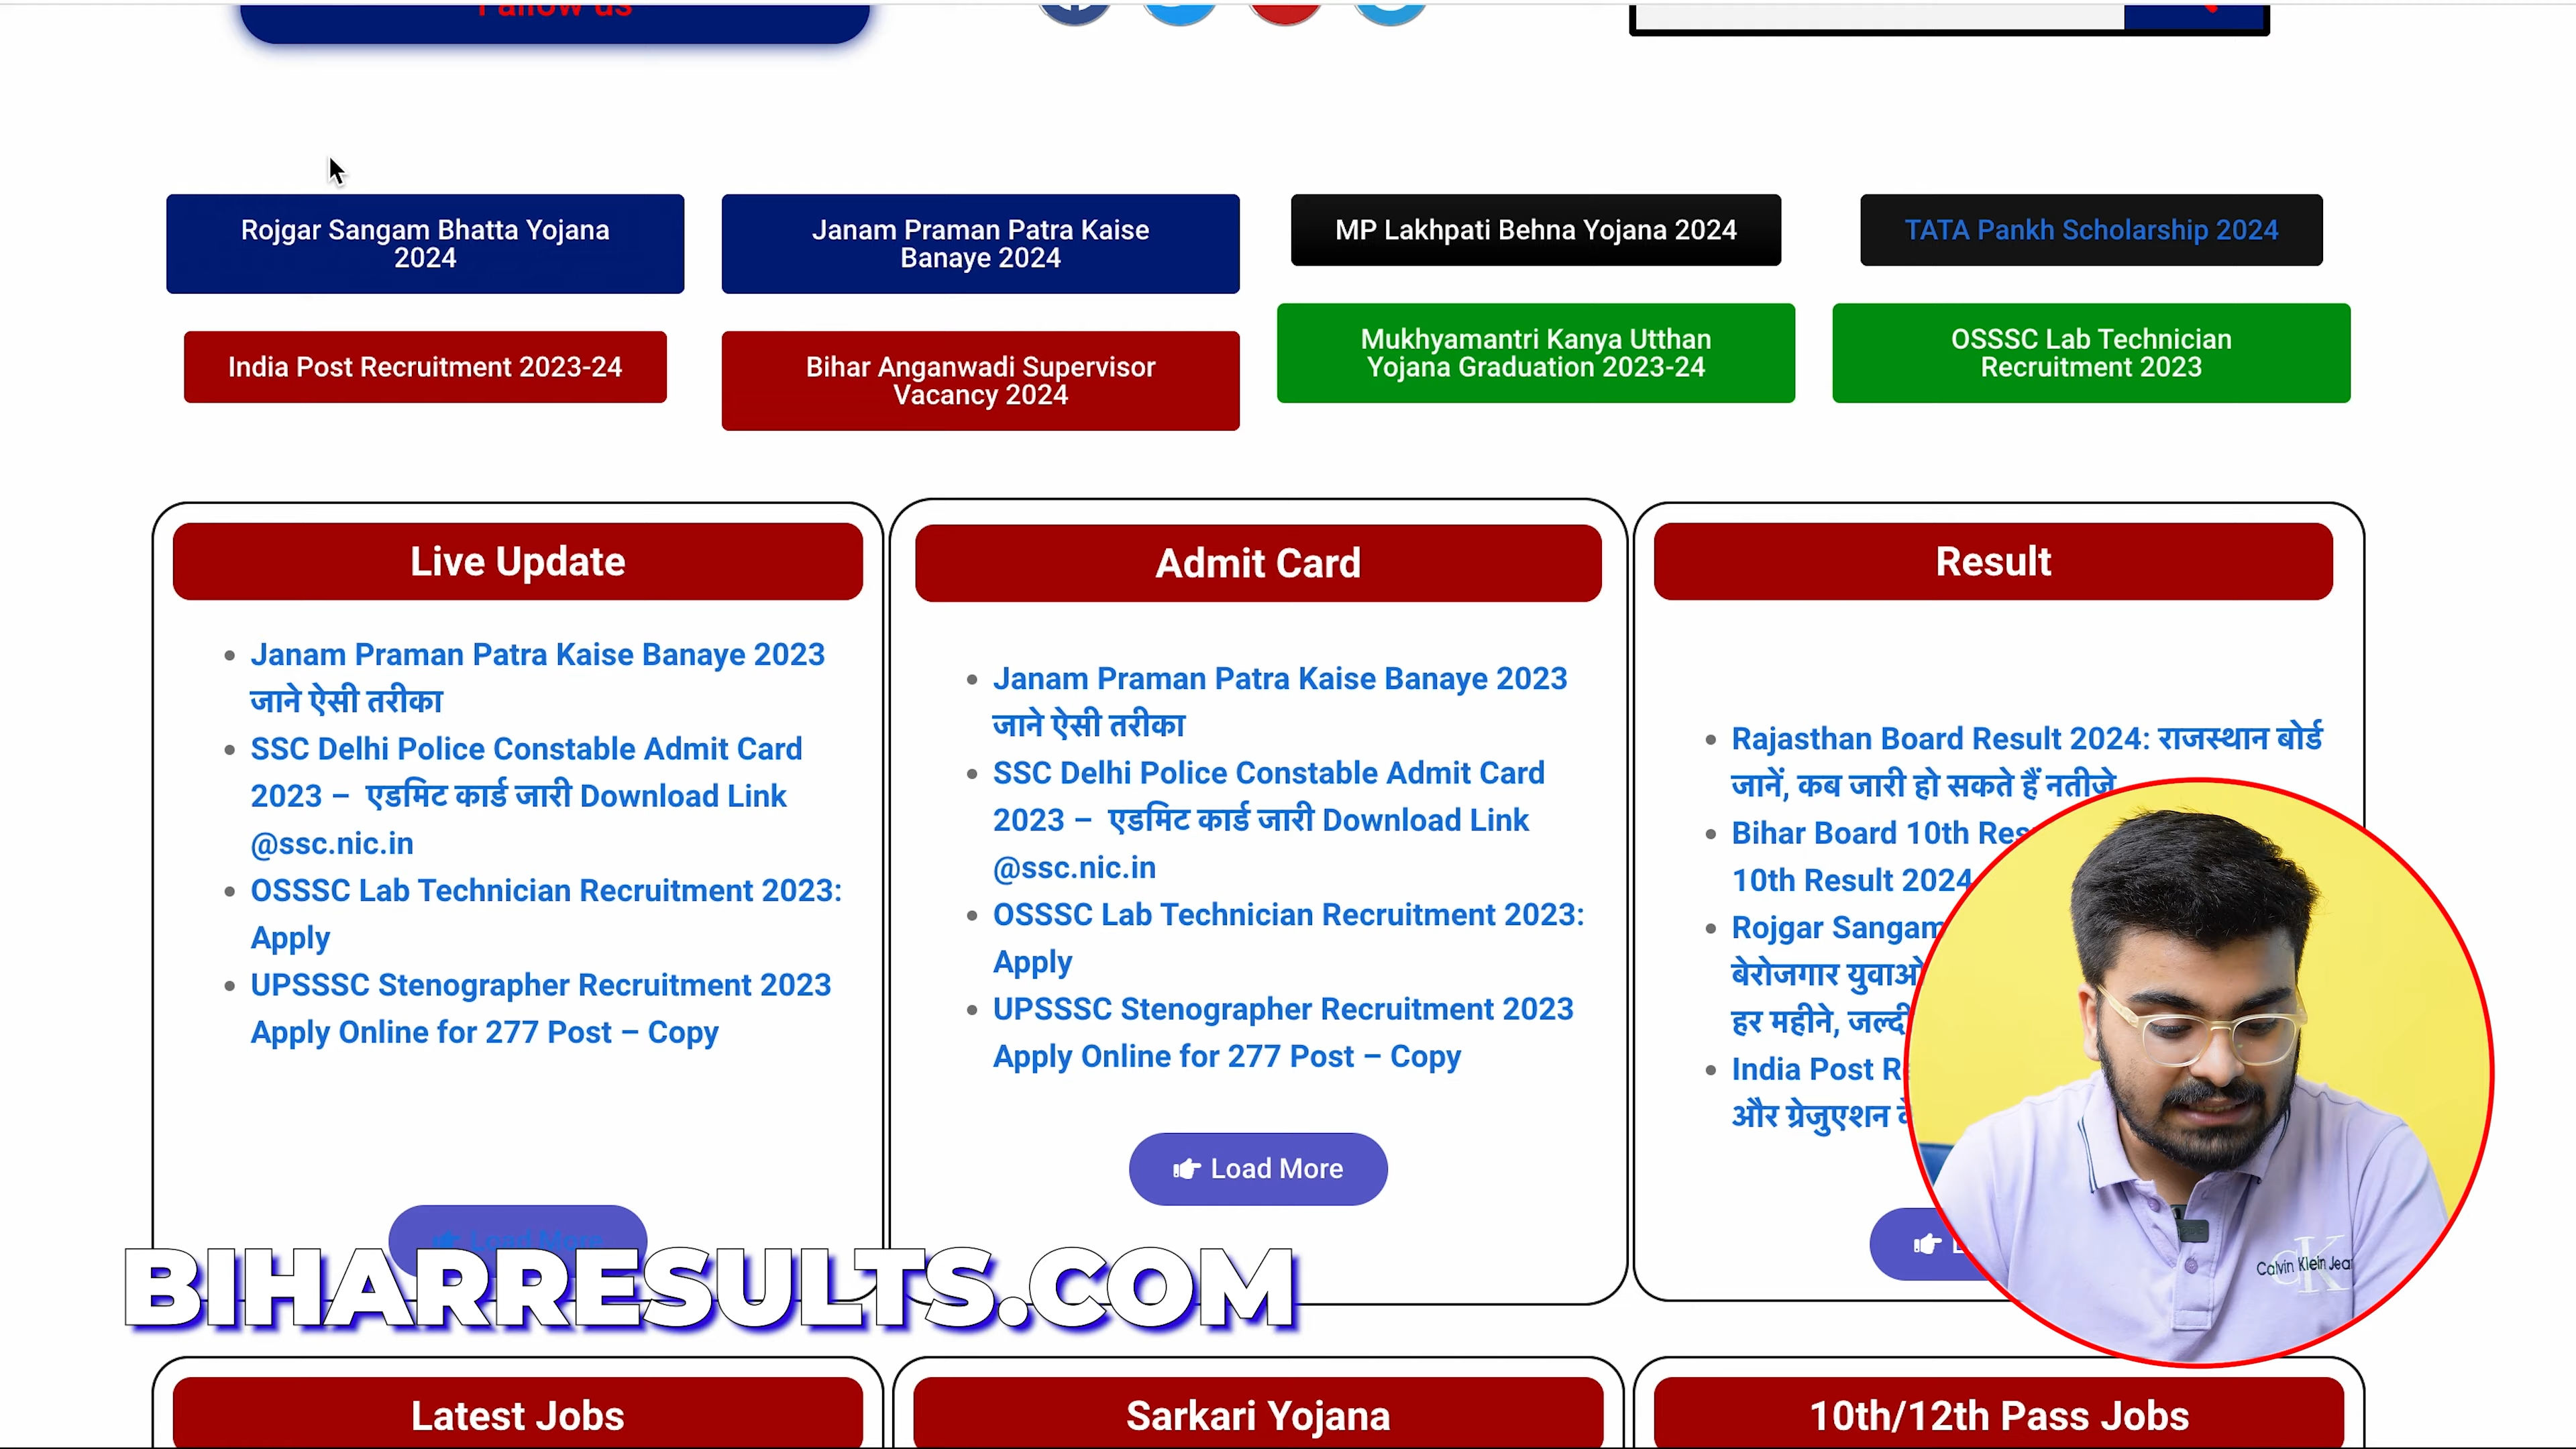 Fallow us
Rojgar Sangam Bhatta Yojana
2024
Janam Praman Patra Kaise
Banaye 2024
MP Lakhpati Behna Yojana 2024
TATA Pankh Scholarship 2024
India Post Recruitment 2023-24
Bihar Anganwadi Supervisor
Vacancy 2024
Mukhyamantri Kanya Utthan
Yojana Graduation 2023-24
OSSSC Lab Technician
Recruitment 2023
Live Update
Janam Praman Patra Kaise Banaye 2023
जाने ऐसी तरीका
SSC Delhi Police Constable Admit Card
2023 – एडमिट कार्ड जारी Download Link
@ssc.nic.in
OSSSC Lab Technician Recruitment 2023:
Apply
UPSSSC Stenographer Recruitment 2023
Apply Online for 277 Post – Copy
Load More
Admit Card
Janam Praman Patra Kaise Banaye 2023
जाने ऐसी तरीका
SSC Delhi Police Constable Admit Card
2023 – एडमिट कार्ड जारी Download Link
@ssc.nic.in
OSSSC Lab Technician Recruitment 2023:
Apply
UPSSSC Stenographer Recruitment 2023
Apply Online for 277 Post – Copy
Load More
Result
Rajasthan Board Result 2024: राजस्थान बोर्ड
जानें, कब जारी हो सकते हैं नतीजे
Bihar Board 10th
10th Result 2024
Rojgar Sangam
बेरोजगार
हर महीने,
India Post
और ग्रेजुएशन
BIHARRESULTS.COM
CK
Calvin Klein
Latest Jobs
Sarkari Yojana
10th/12th Pass Jobs